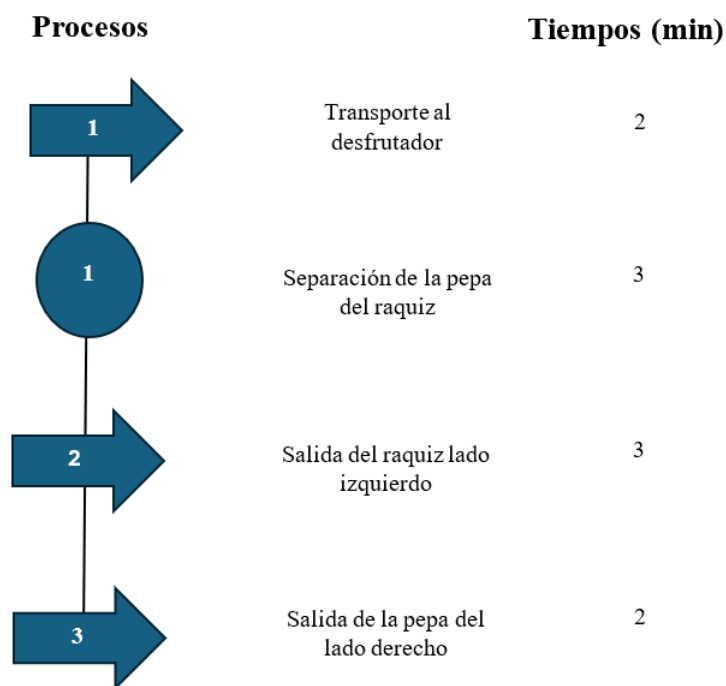 Procesos
Tiempos (min)
1
Transporte al
desfrutador
2
1
Separación de la pepa
del raquiz
3
2
Salida del raquiz lado
izquierdo
3
3
Salida de la pepa del
lado derecho
2